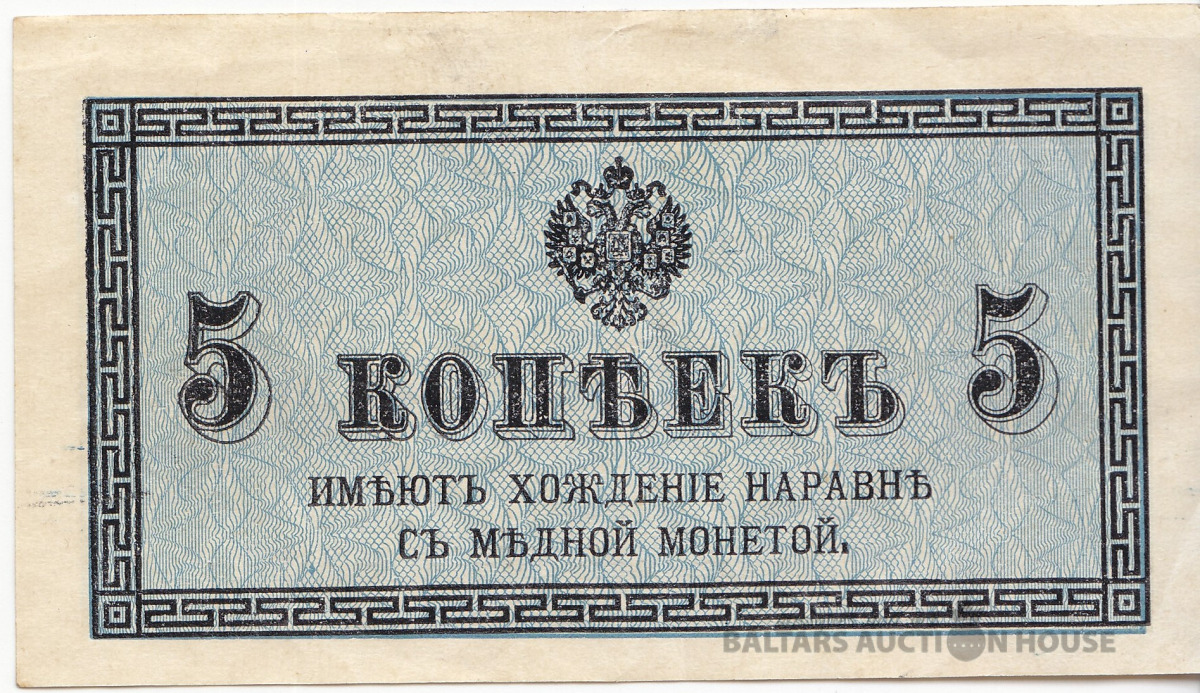 5 КОПѢЕКЪ 5
ИМѢЮТЪ ХОЖДЕНІЕ НАРАВНѢ
СЪ МѢДНОЙ МОНЕТОЙ.
BALTARS AUCTION HOUSE